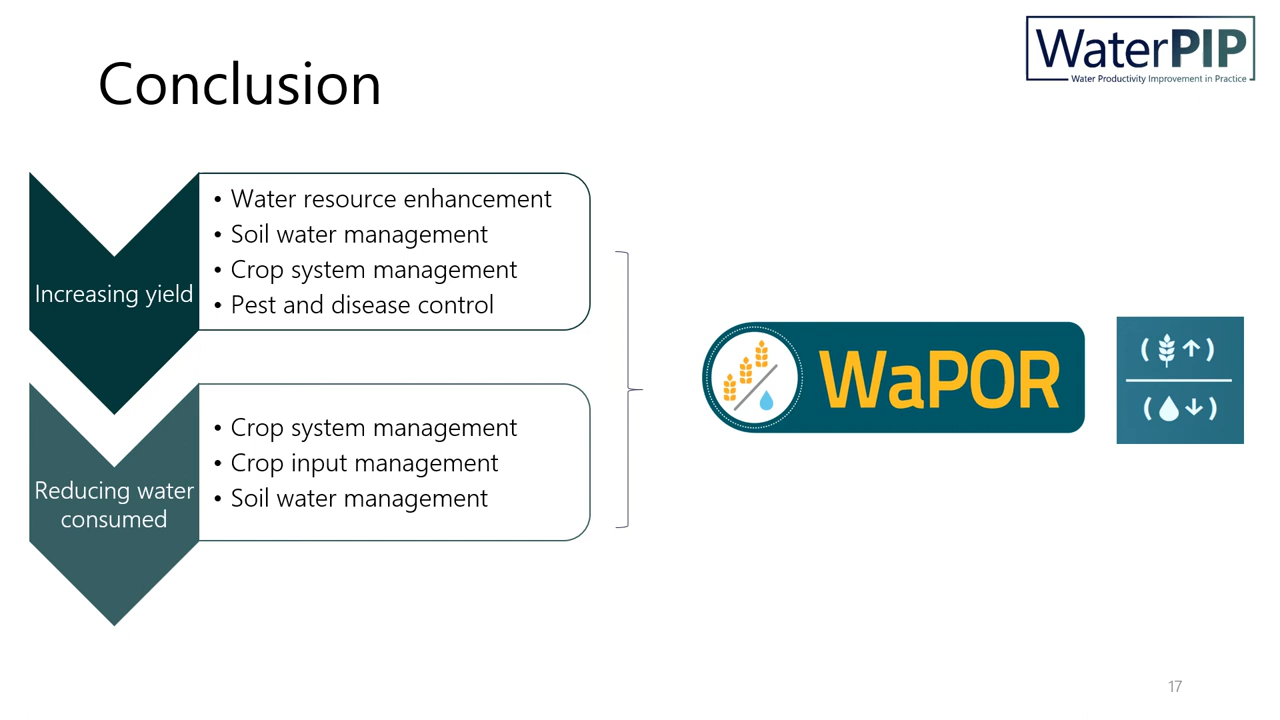 WaterPIP
Water Productivity Improvement in Practice
Conclusion
Increasing yield
• Water resource enhancement
• Soil water management
• Crop system management
• Pest and disease control
Reducing water
consumed
• Crop system management
• Crop input management
• Soil water management
WaPOR
17